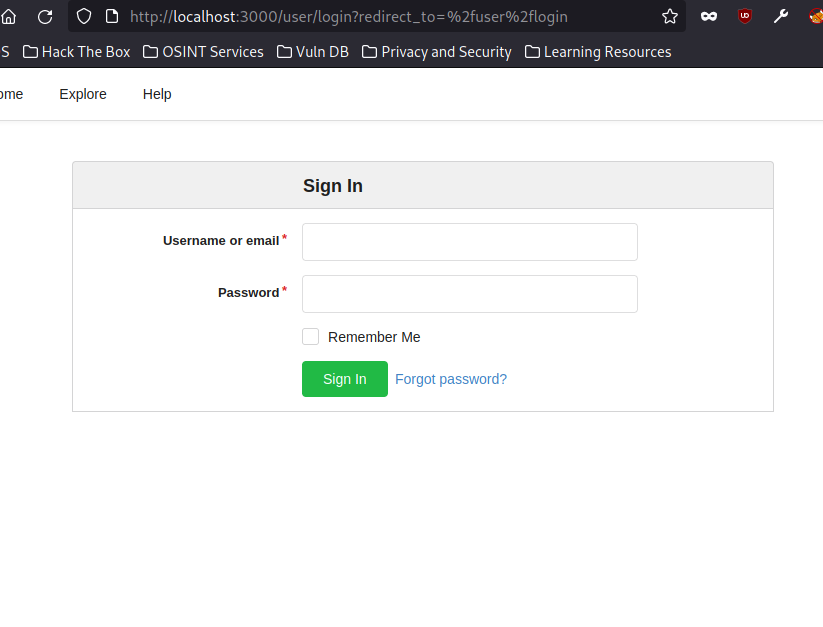 http://localhost:3000/user/login?redirect_to=%2fuser%2flogin
S Hack The Box OSINT Services Vuln DB Privacy and Security Learning Resources
ome Explore Help
Sign In
Username or email *
Password *
Remember Me
Sign In Forgot password?